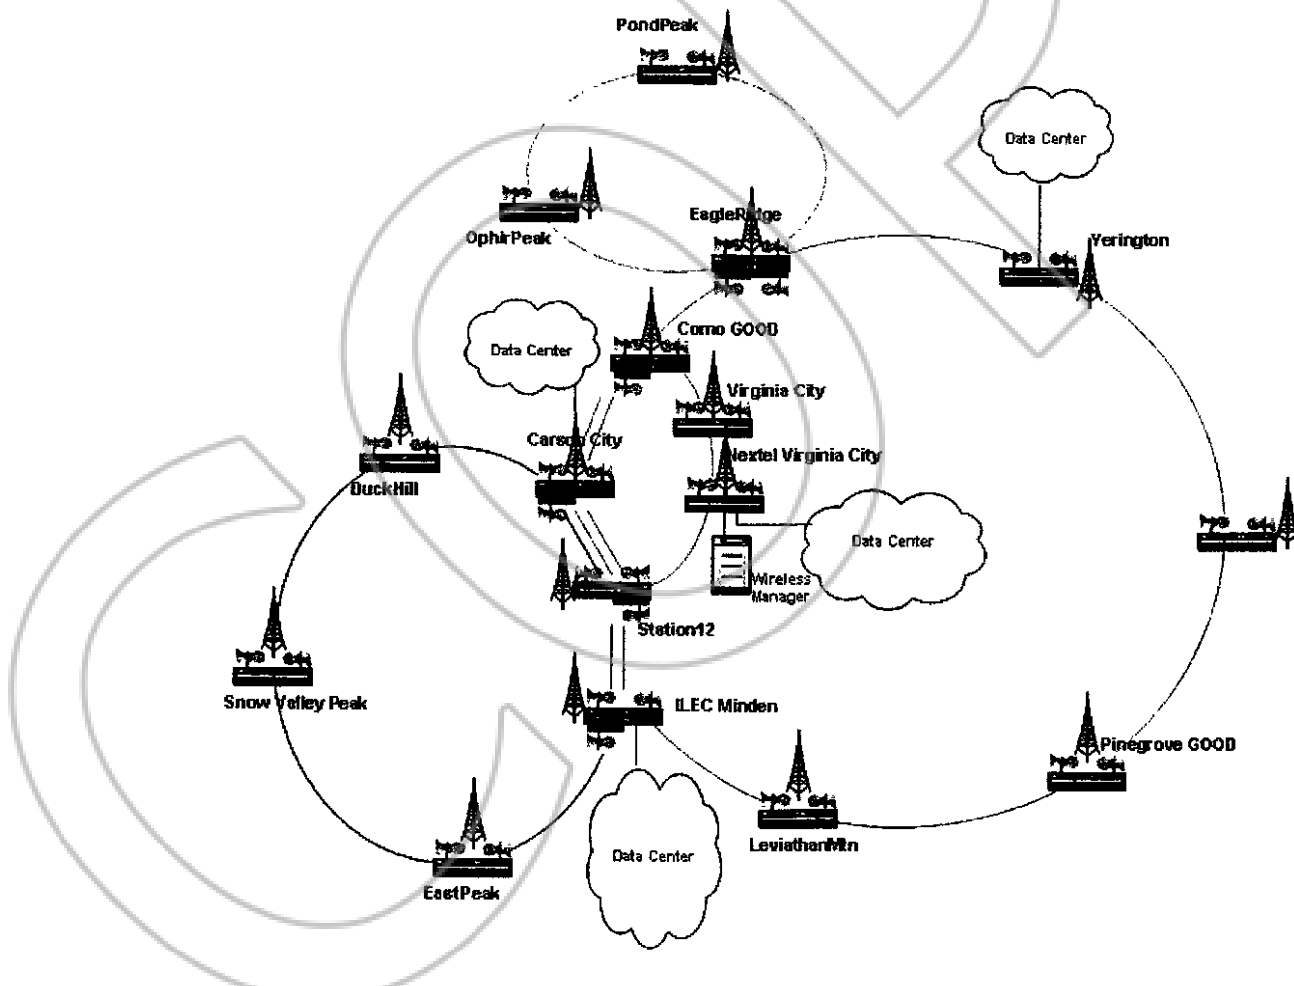 PondPeak
Data Center
EagleRidge
OphirPeak
Yerington
Como GOOD
Data Center
Virginia City
Carson City
Nextel Virginia City
DuckHill
Data Center
Wireless
Manager
Station12
Snow Valley Peak
ILEC Minden
Pinegrove GOOD
LeviathanMtn
Data Center
EastPeak